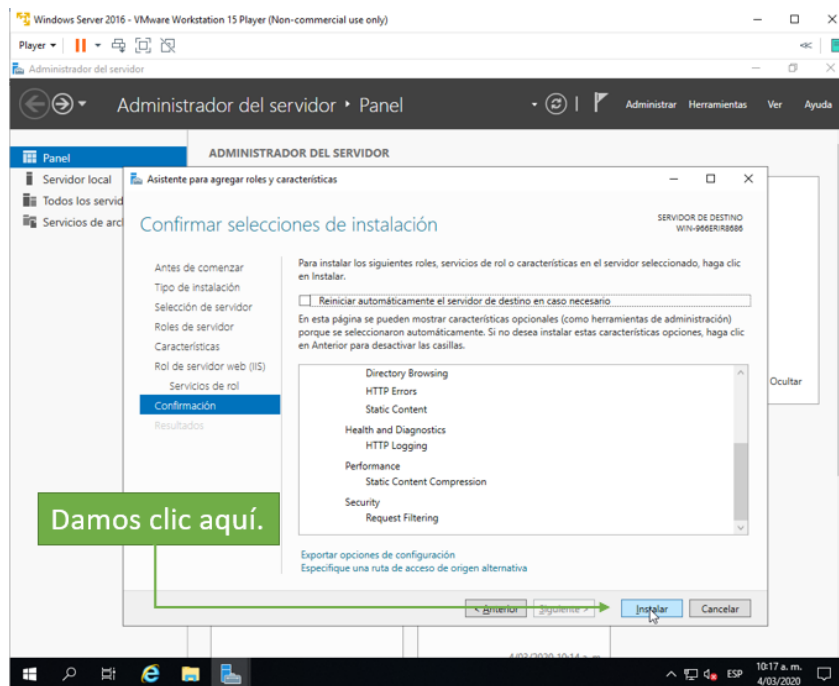 Windows Server 2016 - VMware Workstation 15 Player (Non-commercial use only)
Player
Administrador del servidor
Administrador del servidor
Panel
Administrar Herramientas Ver Ayuda
Panel
Servidor local
Todos los servid
Servicios de arc
ADMINISTRADOR DEL SERVIDOR
Asistente para agregar roles y características
Confirmar selecciones de instalación
SERVIDOR DE DESTINO
WIN-966ERIR8686
Antes de comenzar
Tipo de instalación
Selección de servidor
Roles de servidor
Características
Rol de servidor web (IIS)
Servicios de rol
Confirmación
Resultados
Para instalar los siguientes roles, servicios de rol o características en el servidor seleccionado, haga clic
en Instalar.
Reiniciar automáticamente el servidor de destino en caso necesario
En esta página se pueden mostrar características opcionales (como herramientas de administración)
porque se seleccionaron automáticamente. Si no desea instalar estas características opciones, haga clic
en Anterior para desactivar las casillas.
Directory Browsing
HTTP Errors
Static Content
Health and Diagnostics
HTTP Logging
Performance
Static Content Compression
Security
Request Filtering
Ocultar
Damos clic aquí.
Exportar opciones de configuración
Especifique una ruta de acceso de origen alternativa
< Anterior Siguiente > Instalar Cancelar
4/03/2020 10:14 a. m.
ESP
10:17 a. m.
4/03/2020